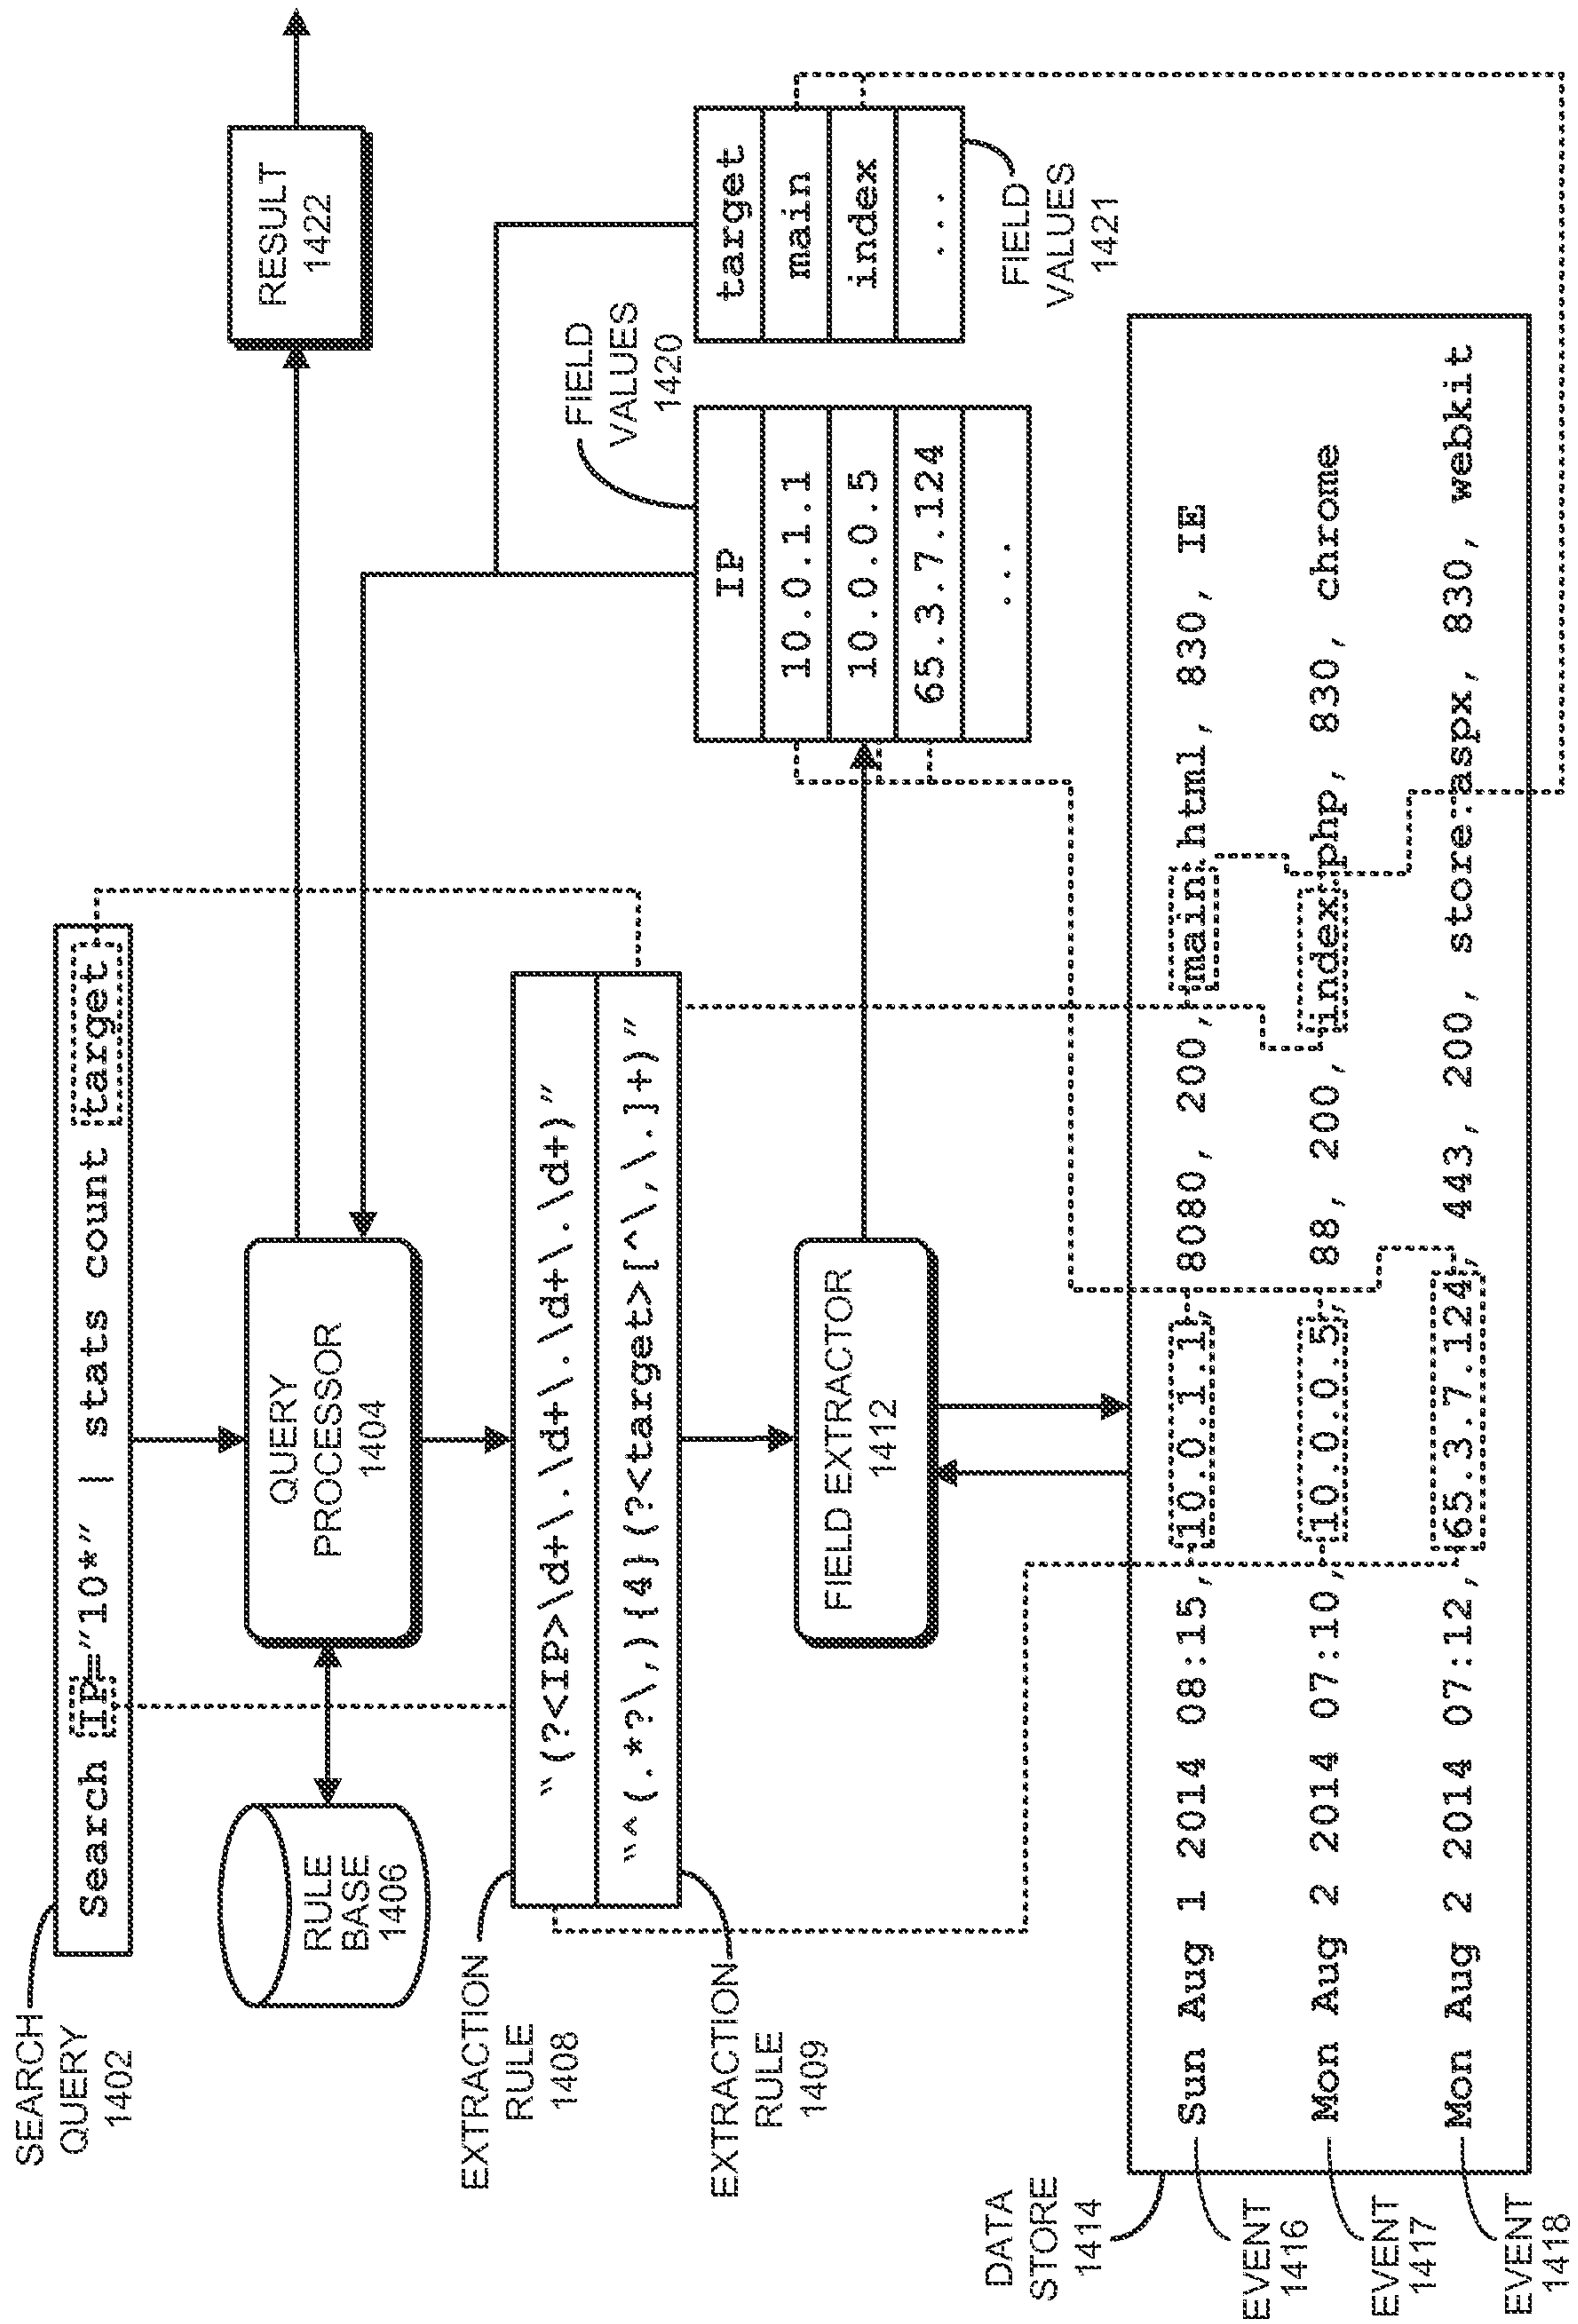 SEARCH
QUERY
1402
Search IP="10*" | stats count target
RULE
BASE
1406
QUERY
PROCESSOR
1404
RESULT
1422
EXTRACTION
RULE
1408
"(?<IP>\d+\.\d+\.\d+\.\d+)"
"^(.*?\,){4}(?<target>[^\,\.]+)"
EXTRACTION
RULE
1409
FIELD EXTRACTOR
1412
FIELD
VALUES
1420
IP
10.0.1.1
10.0.0.5
65.3.7.124
...
target
main
index
...
FIELD
VALUES
1421
DATA
STORE
1414
Sun Aug 1 2014 08:15, 10.0.1.1, 8080, 200, main.html, 830, IE
EVENT
1416
Mon Aug 2 2014 07:10, 10.0.0.5, 88, 200, index.php, 830, chrome
EVENT
1417
Mon Aug 2 2014 07:12, 65.3.7.124, 443, 200, store.aspx, 830, webkit
EVENT
1418